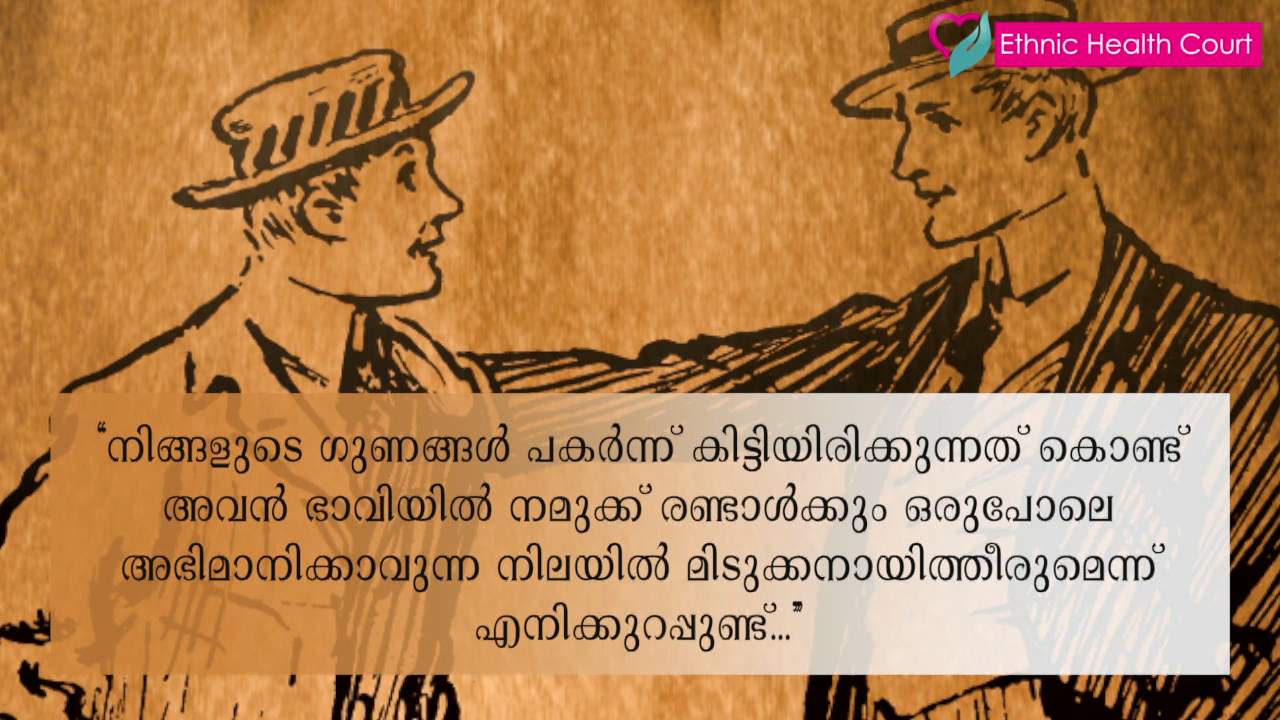 Ethnic Health Court
“നിങ്ങളുടെ ഗുണങ്ങൾ പകർന്ന് കിട്ടിയിരിക്കുന്നത് കൊണ്ട്
അവൻ ഭാവിയിൽ നമുക്ക് രണ്ടാൾക്കും ഒരുപോലെ
അഭിമാനിക്കാവുന്ന നിലയിൽ മിടുക്കനായിത്തീരുമെന്ന്
എനിക്കുറപ്പുണ്ട്...”